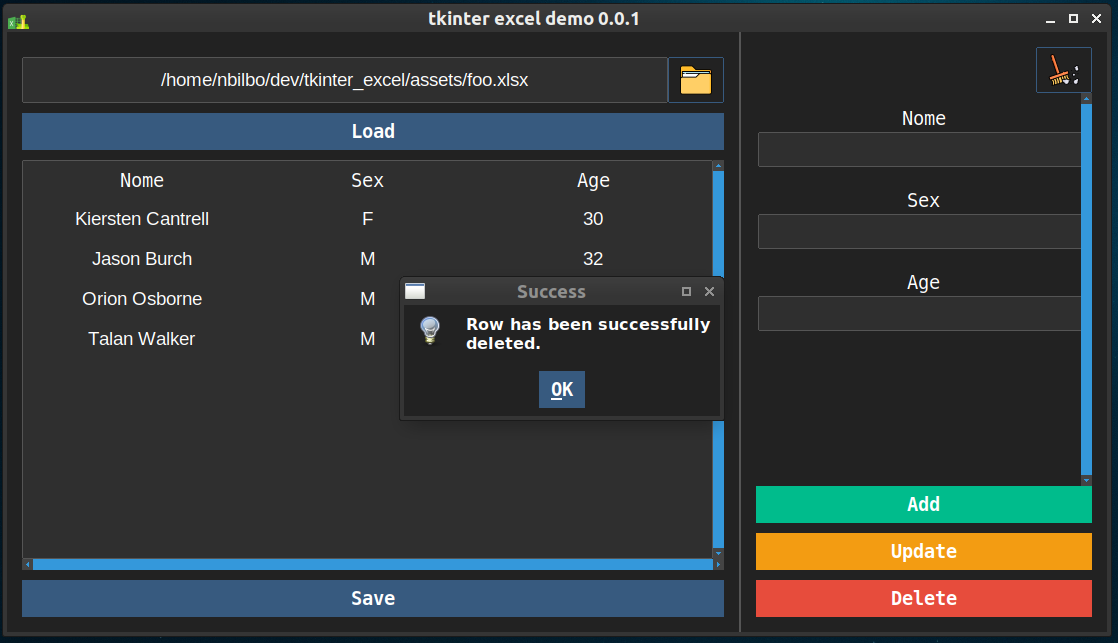 tkinter excel demo 0.0.1
/home/nbilbo/dev/tkinter_excel/assets/foo.xlsx
Load
Nome Sex Age
Kiersten Cantrell F 30
Jason Burch M 32
Orion Osborne M
Talan Walker M
Success
Row has been successfully
deleted.
OK
Save
Nome
Sex
Age
Add
Update
Delete